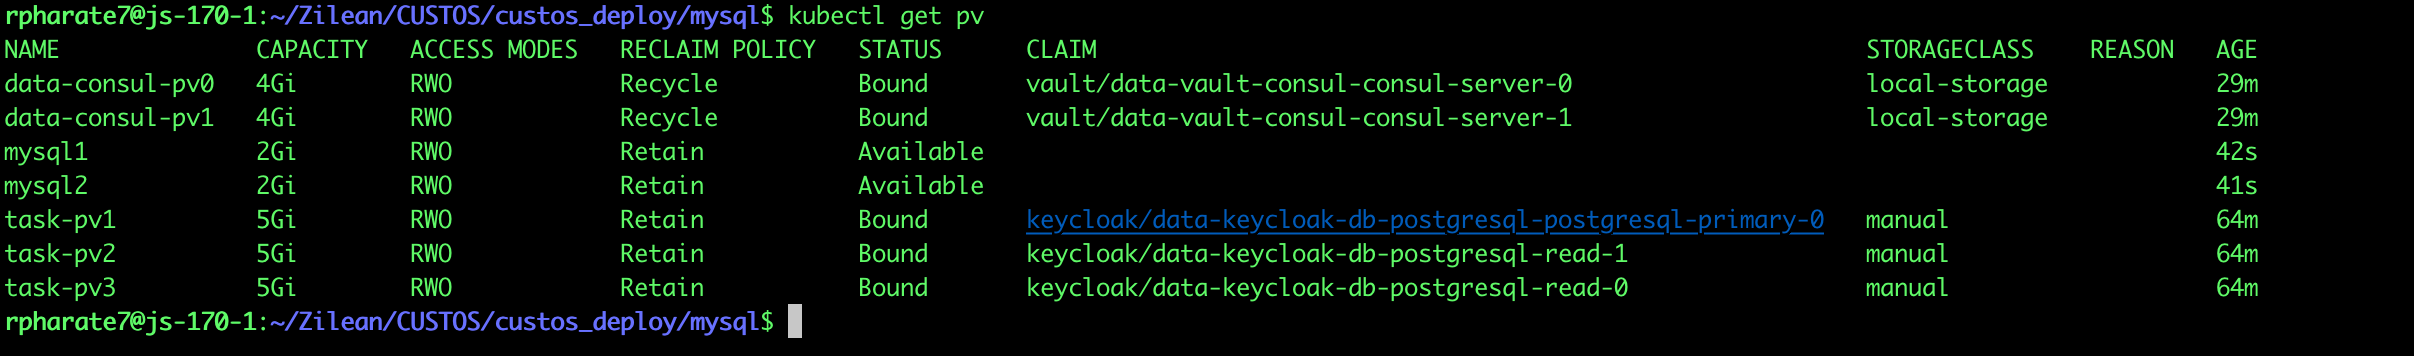 rpharate7@js-170-1:~/Zilean/CUSTOS/custos_deploy/mysql$ kubectl get pv
NAME CAPACITY ACCESS MODES RECLAIM POLICY STATUS CLAIM STORAGECLASS REASON AGE
data-consul-pv0 4Gi RWO Recycle Bound vault/data-vault-consul-consul-server-0 local-storage 29m
data-consul-pv1 4Gi RWO Recycle Bound vault/data-vault-consul-consul-server-1 local-storage 29m
mysql1 2Gi RWO Retain Available 42s
mysql2 2Gi RWO Retain Available 41s
task-pv1 5Gi RWO Retain Bound keycloak/data-keycloak-db-postgresql-postgresql-primary-0 manual 64m
task-pv2 5Gi RWO Retain Bound keycloak/data-keycloak-db-postgresql-read-1 manual 64m
task-pv3 5Gi RWO Retain Bound keycloak/data-keycloak-db-postgresql-read-0 manual 64m
rpharate7@js-170-1:~/Zilean/CUSTOS/custos_deploy/mysql$